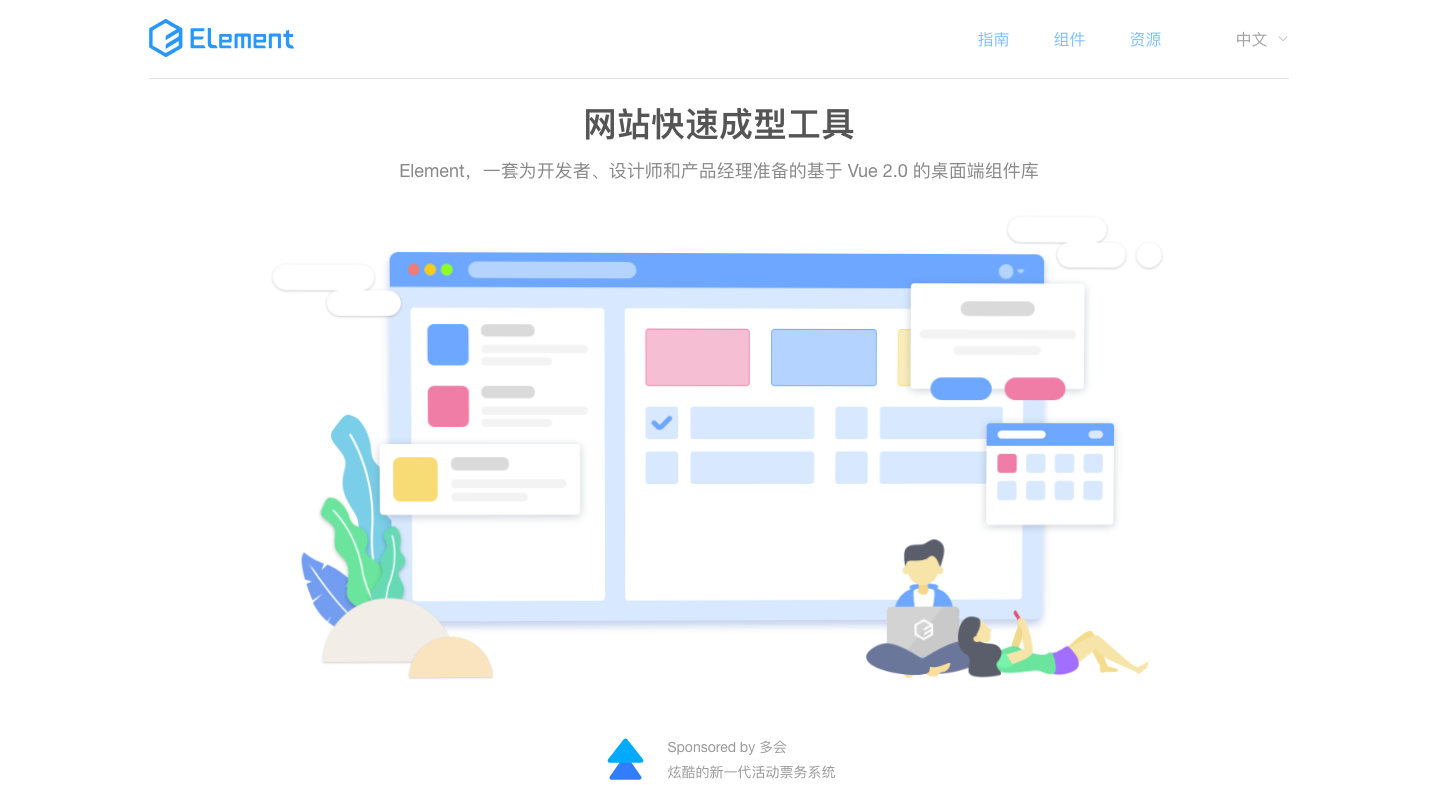 Element
指南
组件
资源
中文
网站快速成型工具
Element，一套为开发者、设计师和产品经理准备的基于 Vue 2.0 的桌面端组件库
Sponsored by 多会
炫酷的新一代活动票务系统